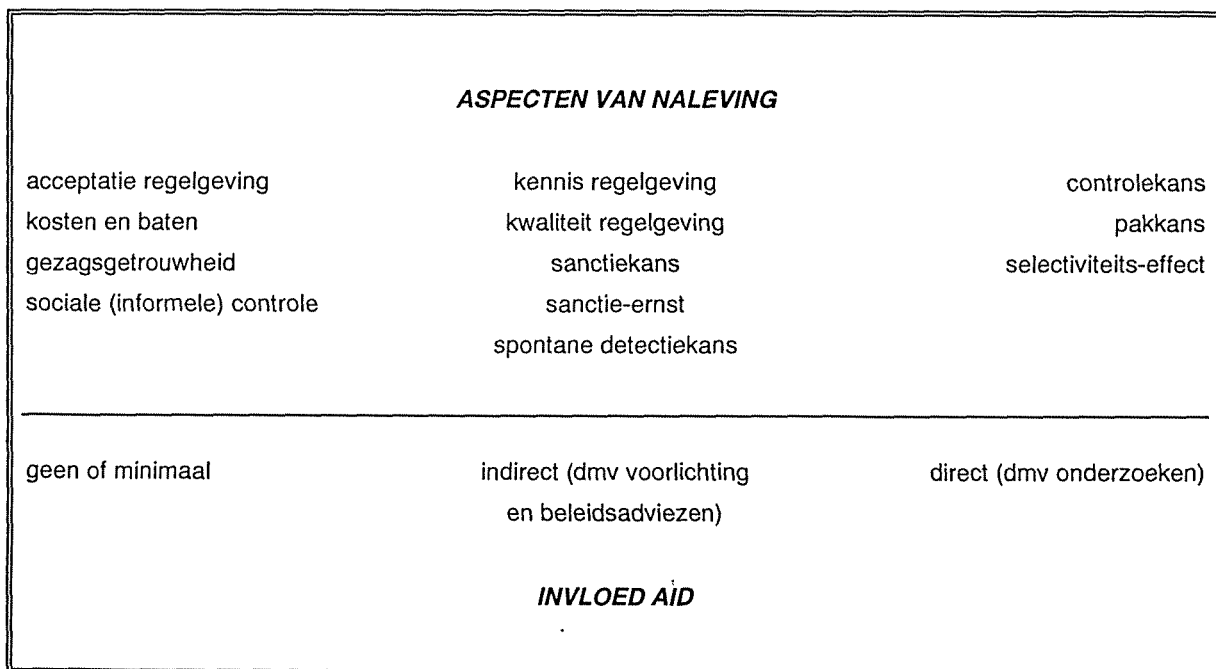 ASPECTEN VAN NALEVING
acceptatie regelgeving kennis regelgeving controlekans
kosten en baten kwaliteit regelgeving pakkans
gezagsgetrouwheid sanctiekans selectiviteits-effect
sociale (informele) controle sanctie-ernst
spontane detectiekans
geen of minimaal indirect (dmv voorlichting direct (dmv onderzoeken)
en beleidsadviezen)
INVLOED AID